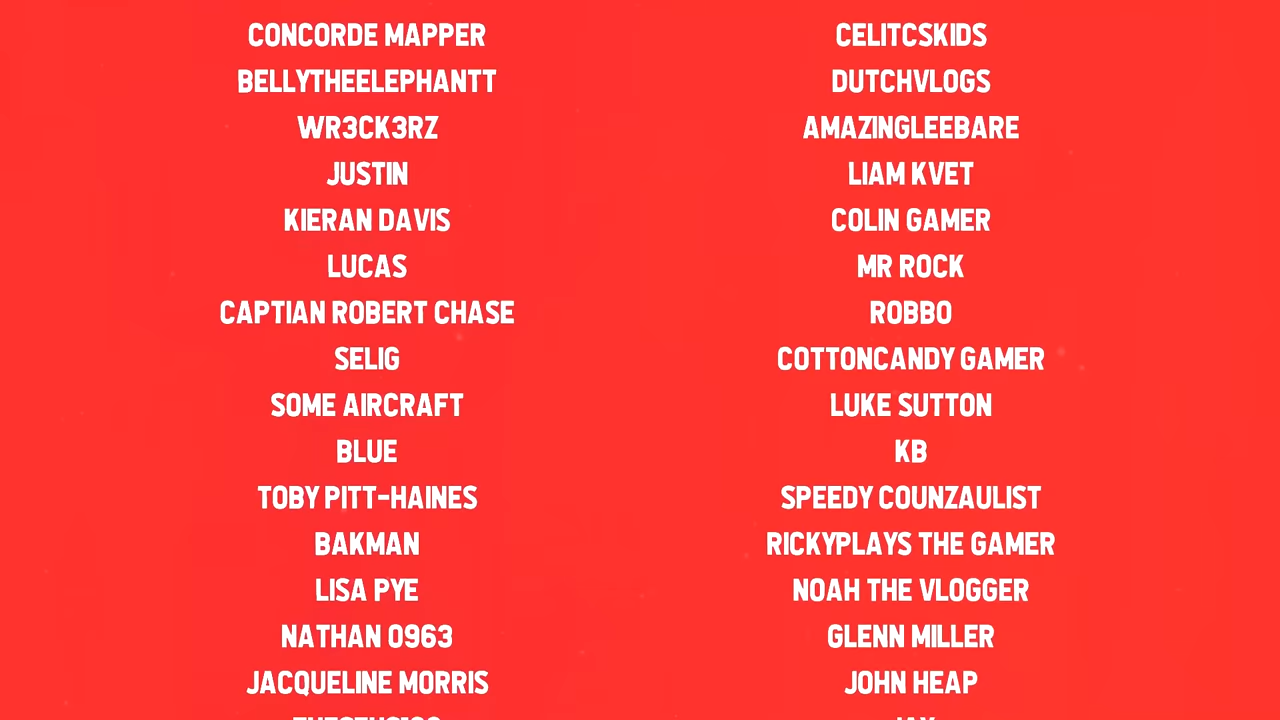 CONCORDE MAPPER
BELLYTHEELEPHANTT
WR3CK3RZ
JUSTIN
KIERAN DAVIS
LUCAS
CAPTIAN ROBERT CHASE
SELIG
SOME AIRCRAFT
BLUE
TOBY PITT-HAINES
BAKMAN
LISA PYE
NATHAN 0963
JACQUELINE MORRIS
CELITCSKIDS
DUTCHVLOGS
AMAZINGLEEBARE
LIAM KVET
COLIN GAMER
MR ROCK
ROBBO
COTTONCANDY GAMER
LUKE SUTTON
KB
SPEEDY COUNZAULIST
RICKYPLAYS THE GAMER
NOAH THE VLOGGER
GLENN MILLER
JOHN HEAP